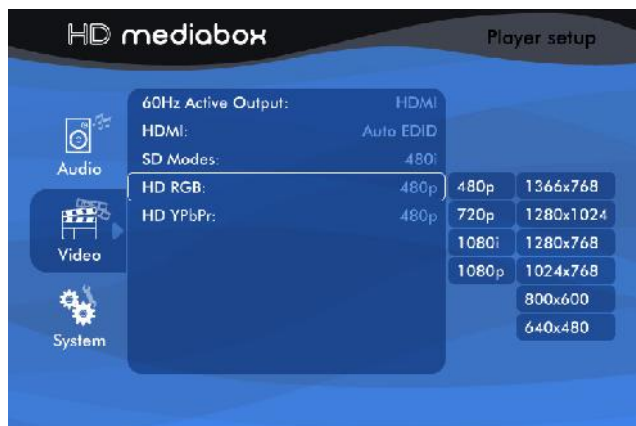 HD mediabox
Player setup
Audio
Video
System
60Hz Active Output: HDMI
HDMI: Auto EDID
SD Modes: 480i
HD RGB: 480p
HD YPbPr: 480p
480p 1366x768
720p 1280x1024
1080i 1280x768
1080p 1024x768
800x600
640x480